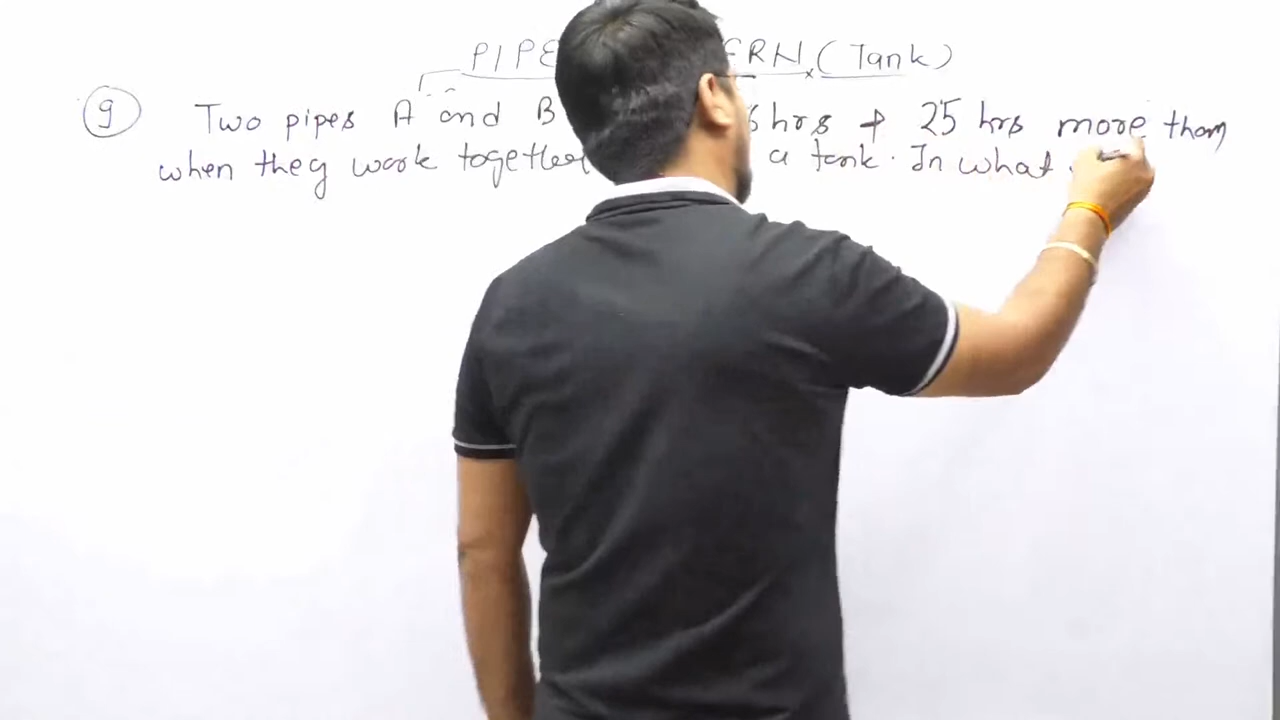 PIPE ERN (Tank)
9 Two pipes A and B hrs & 25 hrs more than
when they work together a tank. In what